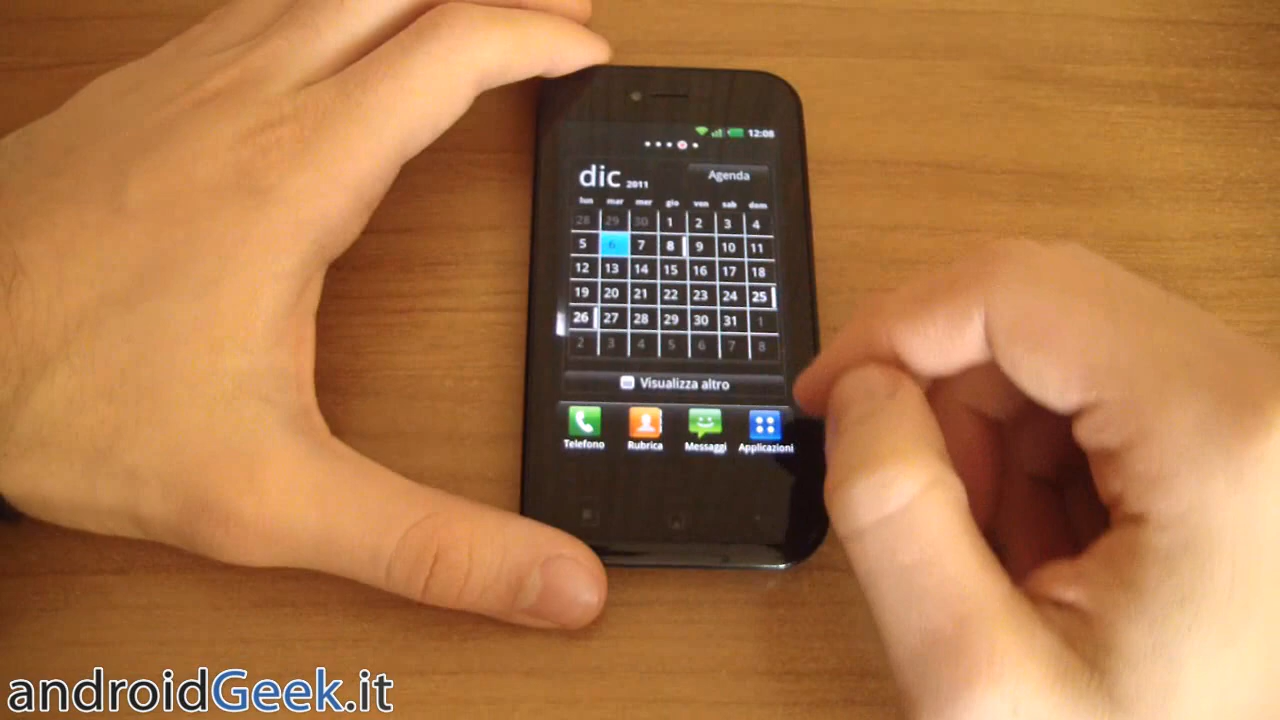 12:08
dic 2011
Agenda
lun mar mer gio ven sab dom
28 29 30 1 2 3 4
5 6 7 8 9 10 11
12 13 14 15 16 17 18
19 20 21 22 23 24 25
26 27 28 29 30 31 1
2 3 4 5 6 7 8
Visualizza altro
Telefono Rubrica Messaggi Applicazioni
androidGeek.it